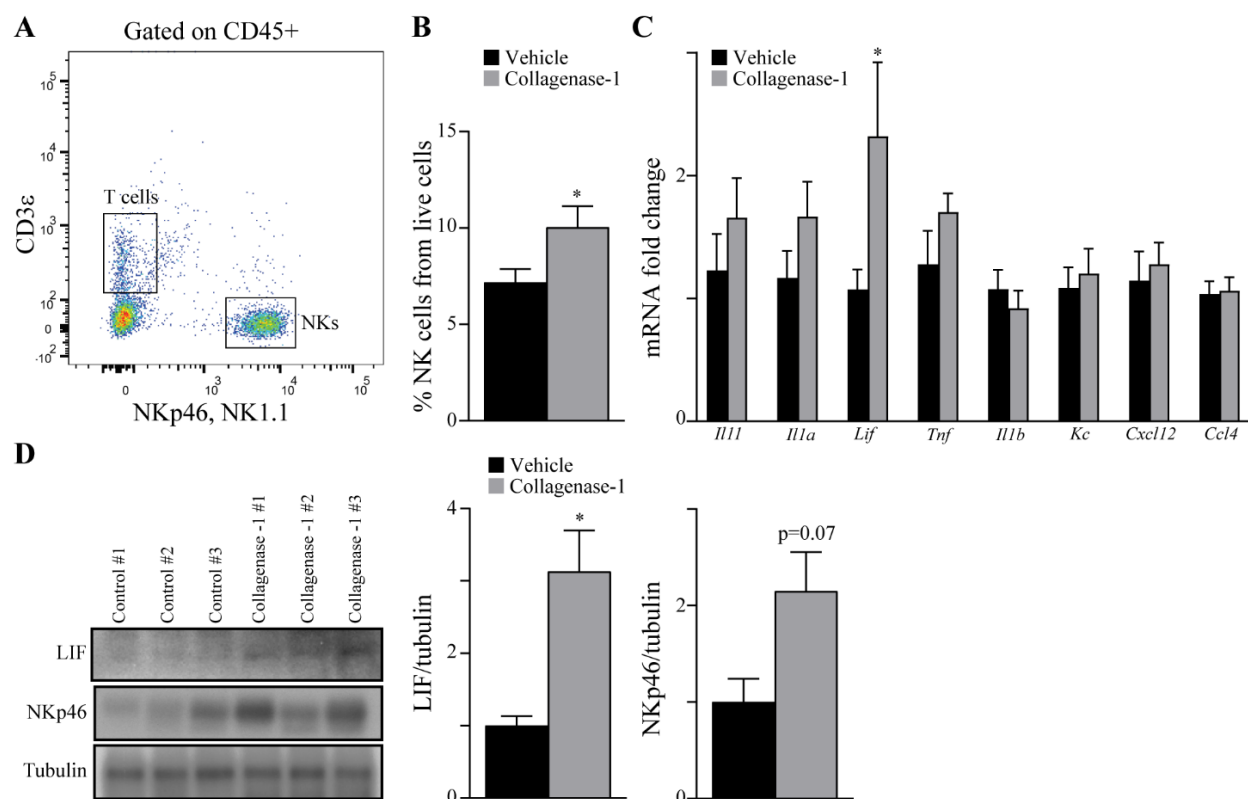 A
Gated on CD45+
10^5
10^4
10^3
10^2
0
-10^2
CD3ε
T cells
NKs
0
10^3
10^4
10^5
NKp46, NK1.1
B
Vehicle
Collagenase-1
% NK cells from live cells
15
10
5
0
*
C
Vehicle
Collagenase-1
mRNA fold change
2
0
*
Il11
Il1a
Lif
Tnf
Il1b
Kc
Cxcl12
Ccl4
D
Control #1
Control #2
Control #3
Collagenase -1 #1
Collagenase -1 #2
Collagenase -1 #3
LIF
NKp46
Tubulin
Vehicle
Collagenase-1
LIF/tubulin
4
2
0
*
NKp46/tubulin
2
0
p=0.07